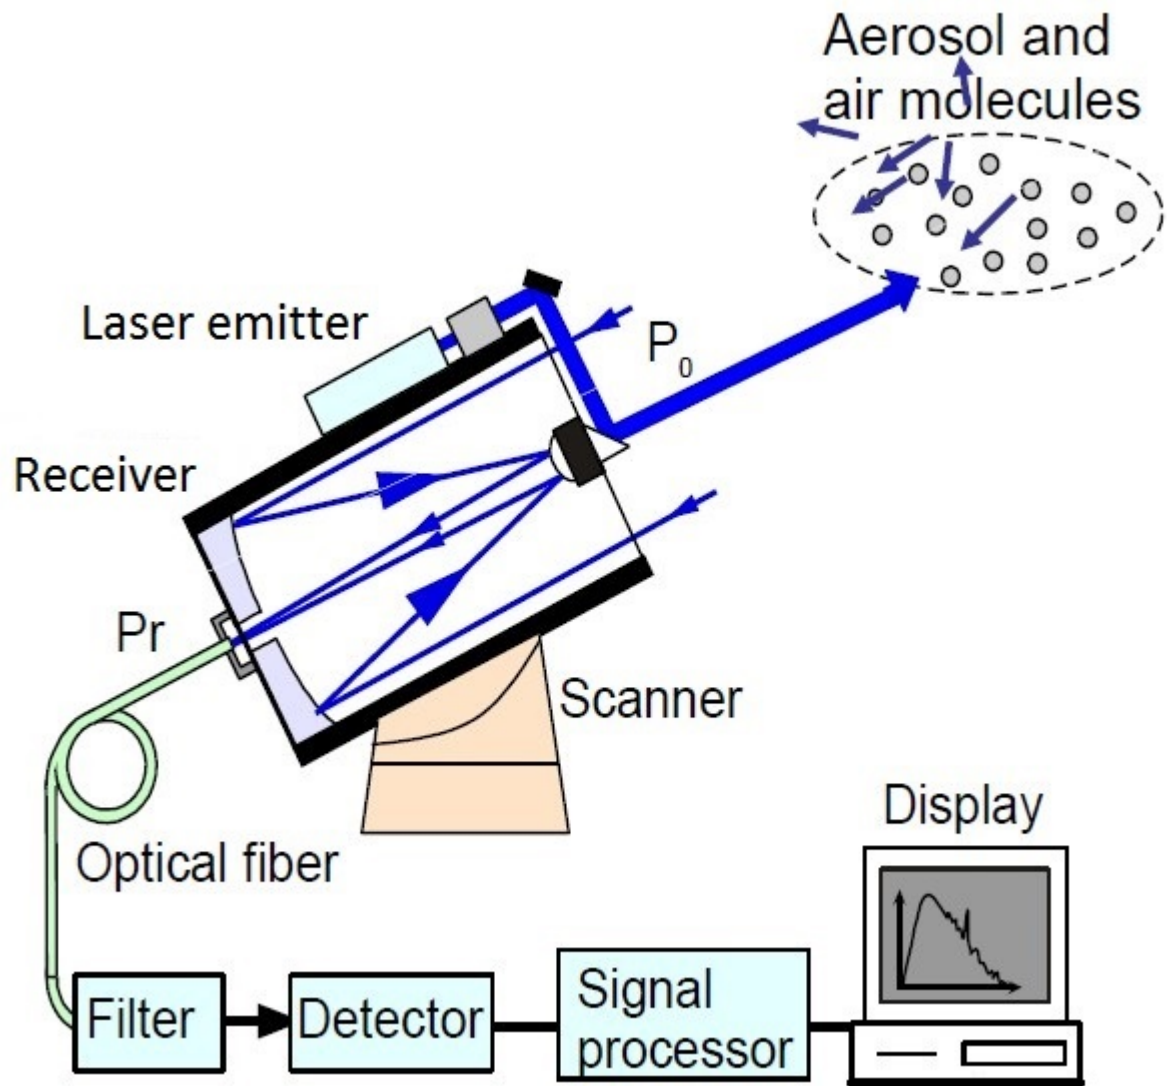 Aerosol and
air molecules
Laser emitter
P0
Receiver
Pr
Scanner
Optical fiber
Display
Filter
Detector
Signal
processor